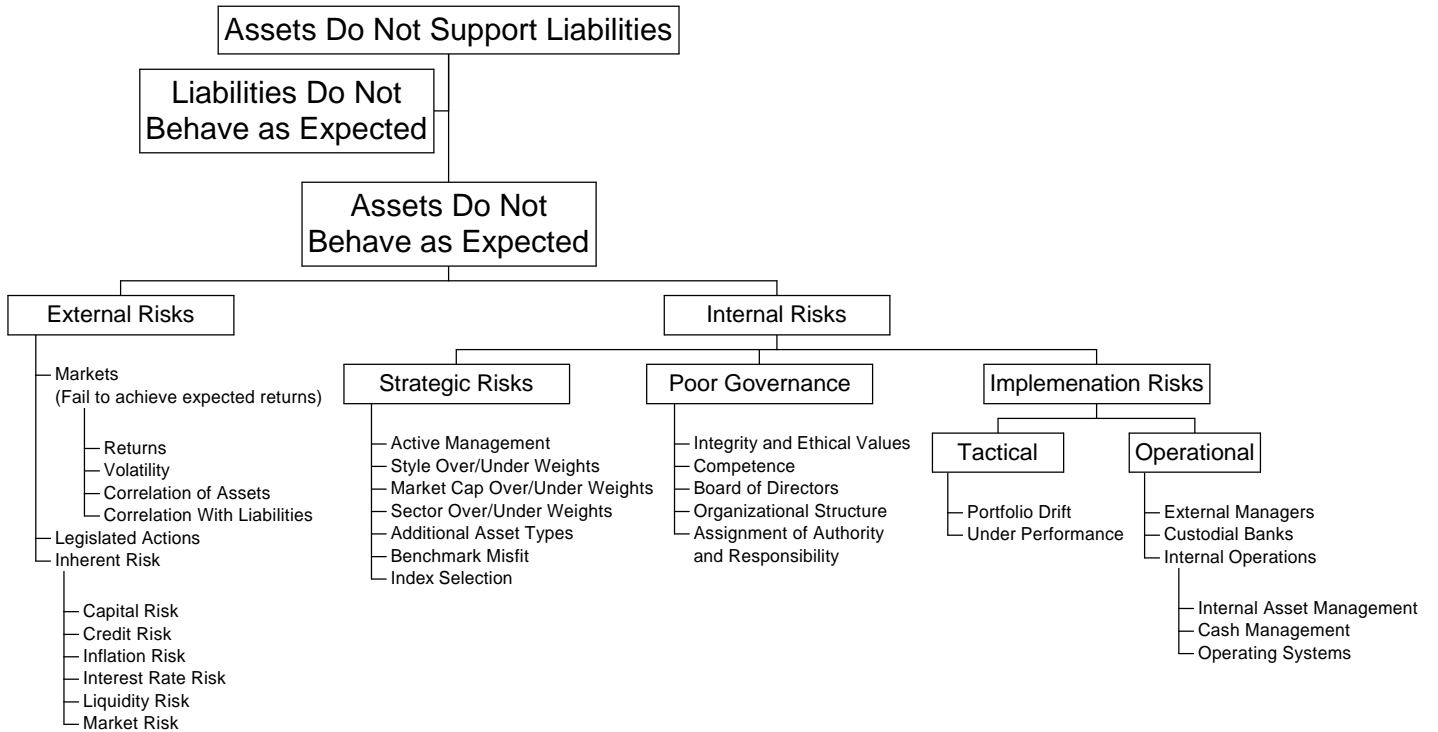 Assets Do Not Support Liabilities
Liabilities Do Not
Behave as Expected
Assets Do Not
Behave as Expected
External Risks
Markets
(Fail to achieve expected returns)
Returns
Volatility
Correlation of Assets
Correlation With Liabilities
Legislated Actions
Inherent Risk
Capital Risk
Credit Risk
Inflation Risk
Interest Rate Risk
Liquidity Risk
Market Risk
Internal Risks
Strategic Risks
Active Management
Style Over/Under Weights
Market Cap Over/Under Weights
Sector Over/Under Weights
Additional Asset Types
Benchmark Misfit
Index Selection
Poor Governance
Integrity and Ethical Values
Competence
Board of Directors
Organizational Structure
Assignment of Authority
and Responsibility
Implemenation Risks
Tactical
Portfolio Drift
Under Performance
Operational
External Managers
Custodial Banks
Internal Operations
Internal Asset Management
Cash Management
Operating Systems